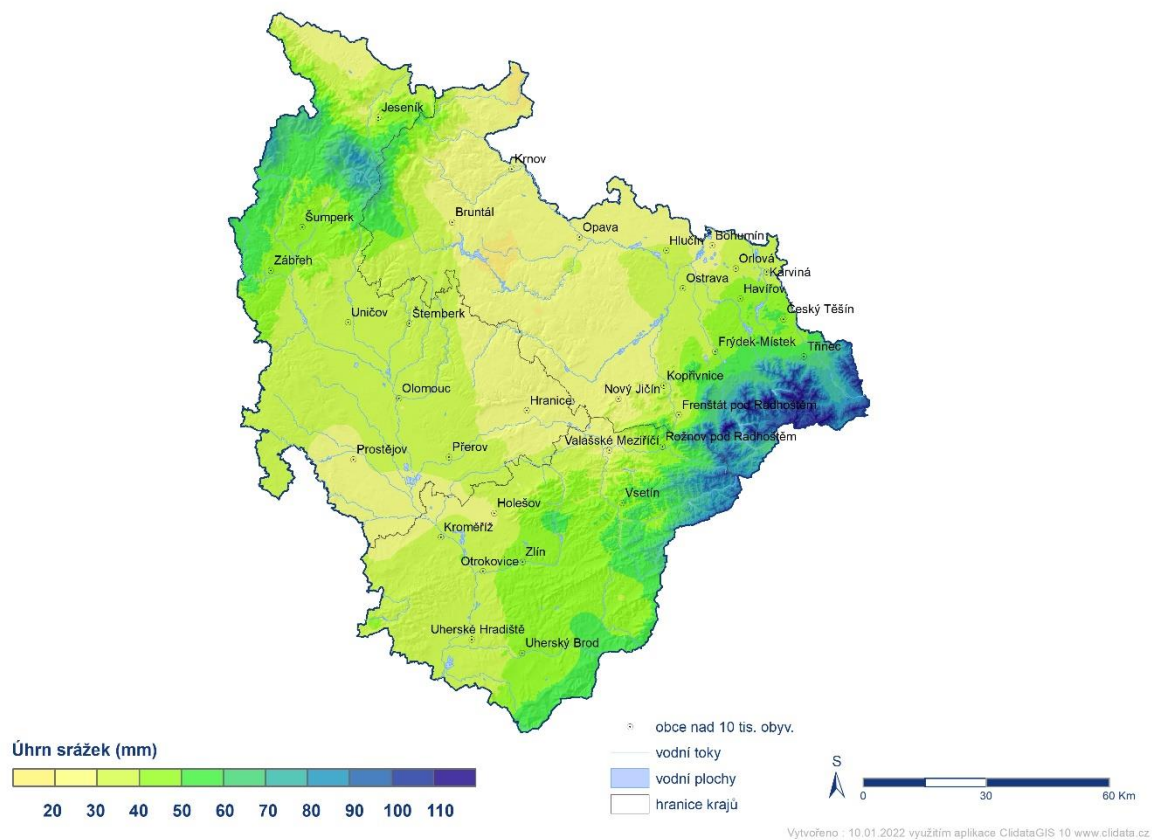 Jeseník
Krnov
Bruntál
Šumperk
Opava
Hlučín
Bohumín
Zábřeh
Orlová
Karviná
Ostrava
Havířov
Uničov
Šternberk
Český Těšín
Frýdek-Místek
Třinec
Olomouc
Nový Jičín
Kopřivnice
Hranice
Frenštát pod Radhoštěm
Valašské Meziříčí
Rožnov pod Radhoštěm
Prostějov
Přerov
Holešov
Vsetín
Kroměříž
Otrokovice
Zlín
Uherské Hradiště
Uherský Brod
Úhrn srážek (mm)
20 30 40 50 60 70 80 90 100 110
obce nad 10 tis. obyv.
vodní toky
vodní plochy
hranice krajů
S
0 30 60 Km
Vytvořeno : 10.01.2022 využitím aplikace ClidataGIS 10 www.clidata.cz